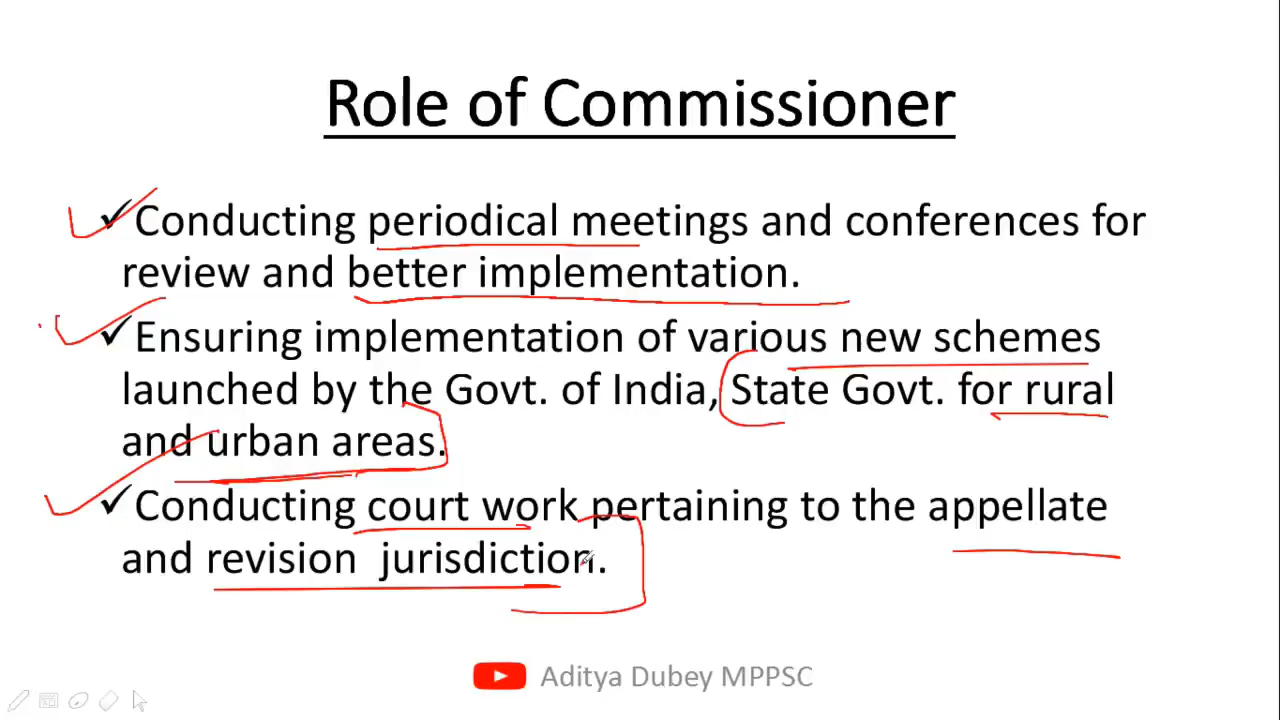 Role of Commissioner
✓Conducting periodical meetings and conferences for
review and better implementation.
✓Ensuring implementation of various new schemes
launched by the Govt. of India, State Govt. for rural
and urban areas.
✓Conducting court work pertaining to the appellate
and revision jurisdiction.
Aditya Dubey MPPSC